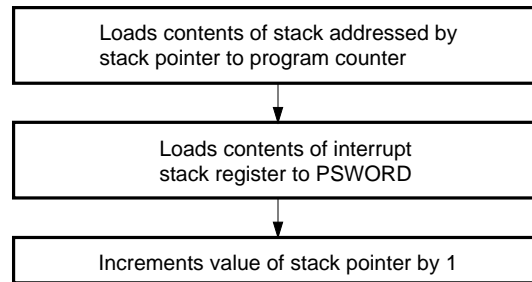 Loads contents of stack addressed by
stack pointer to program counter
Loads contents of interrupt
stack register to PSWORD
Increments value of stack pointer by 1